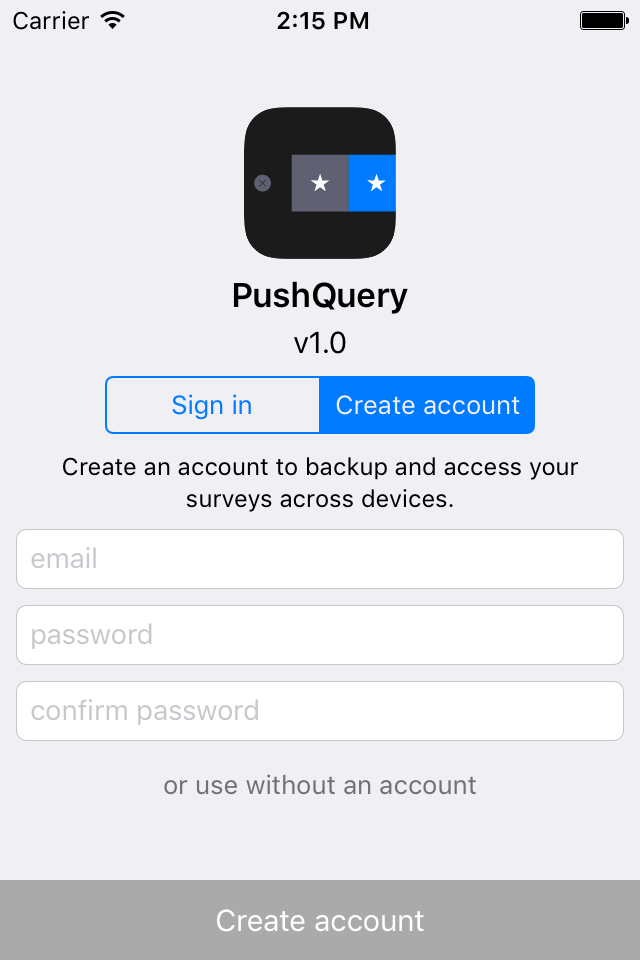 Carrier 2:15 PM
PushQuery
v1.0
Sign in Create account
Create an account to backup and access your
surveys across devices.
email
password
confirm password
or use without an account
Create account